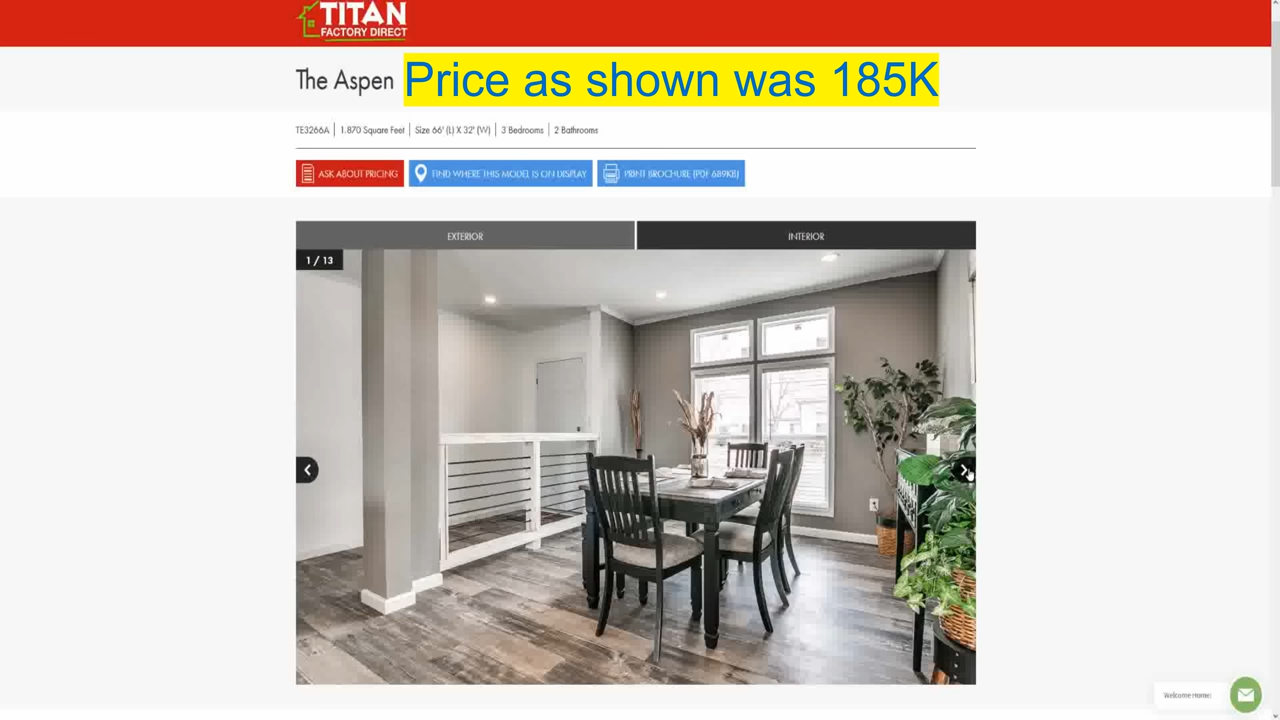 TITAN
FACTORY DIRECT
The Aspen Price as shown was 185K
TE3266A | 1,870 Square Feet | Size 66' (L) X 32' (W) | 3 Bedrooms | 2 Bathrooms
ASK ABOUT PRICING FIND WHERE THIS MODEL IS ON DISPLAY PRINT BROCHURE (PDF 689KB)
EXTERIOR INTERIOR
1 / 13
Welcome Home!